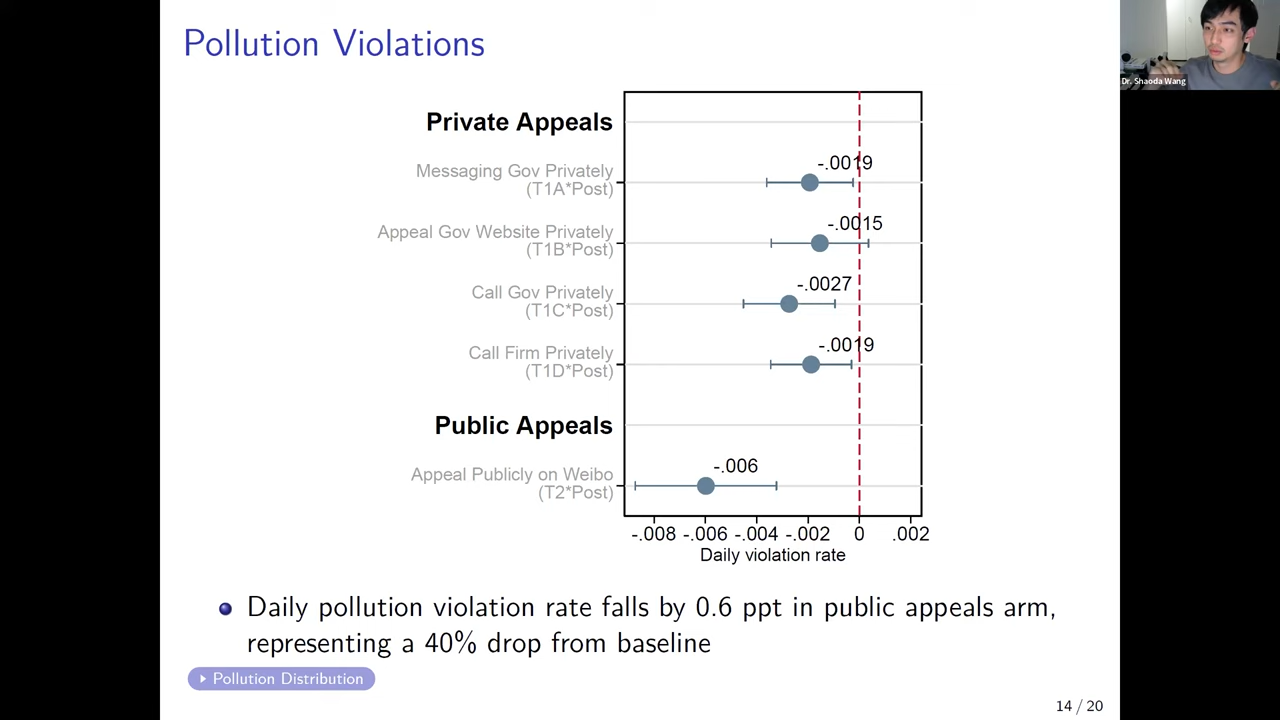 Pollution Violations
Dr. Shaoda Wang
Private Appeals
Messaging Gov Privately
(T1A*Post)
-.0019
Appeal Gov Website Privately
(T1B*Post)
-.0015
Call Gov Privately
(T1C*Post)
-.0027
Call Firm Privately
(T1D*Post)
-.0019
Public Appeals
Appeal Publicly on Weibo
(T2*Post)
-.006
-.008 -.006 -.004 -.002 0 .002
Daily violation rate
Daily pollution violation rate falls by 0.6 ppt in public appeals arm,
representing a 40% drop from baseline
Pollution Distribution
14 / 20